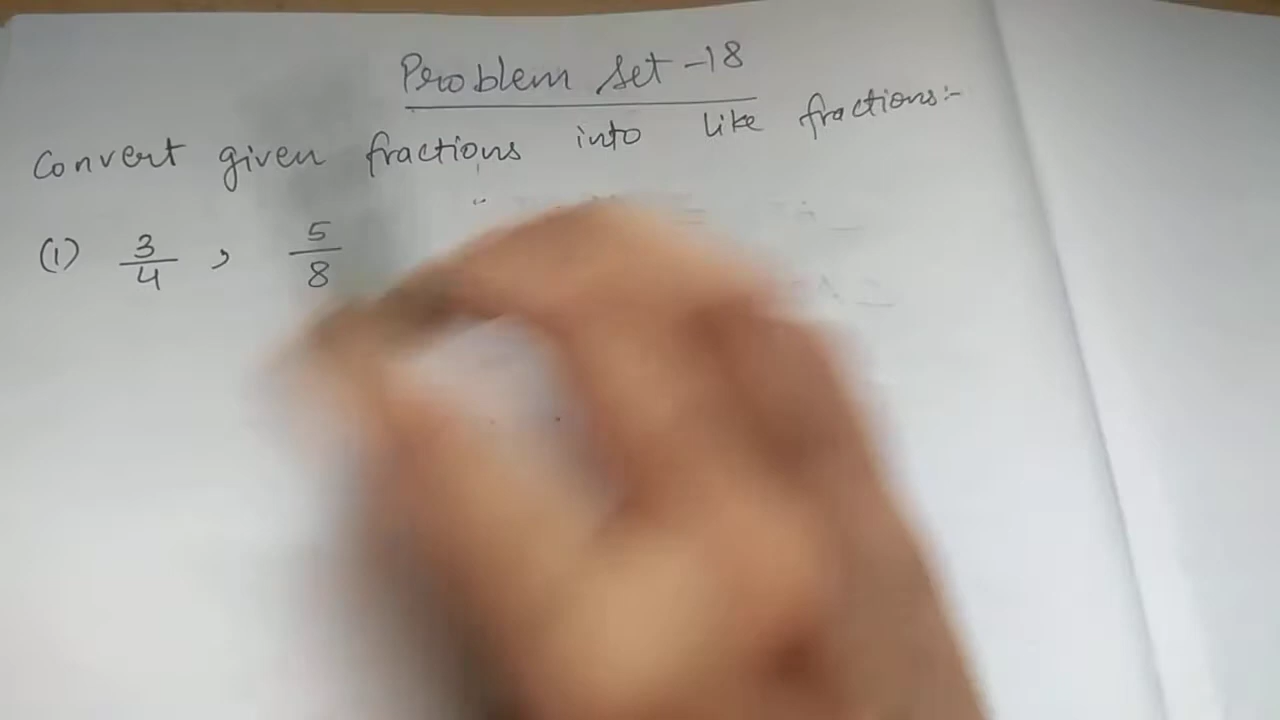 Problem Set -18
Convert given fractions into like fractions:-
(1) 3/4 , 5/8